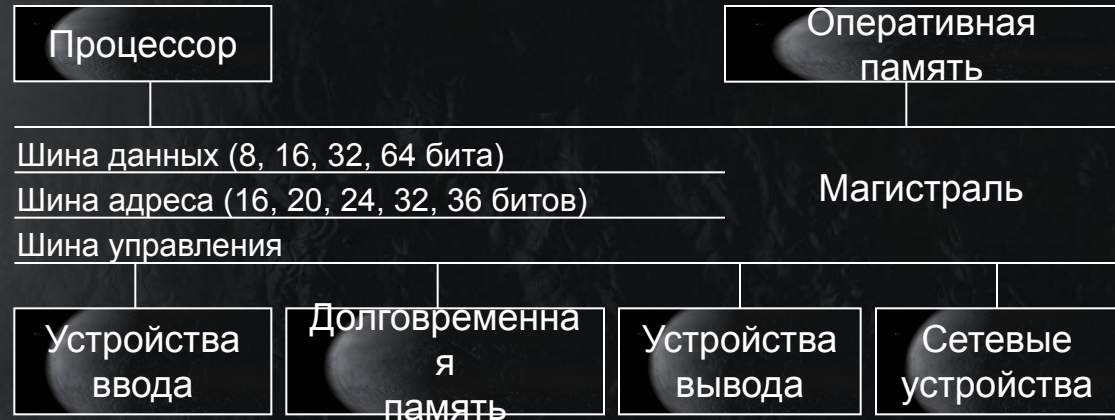 Процессор
Оперативная
память
Шина данных (8, 16, 32, 64 бита)
Шина адреса (16, 20, 24, 32, 36 битов)
Магистраль
Шина управления
Устройства
ввода
Долговременна
я
память
Устройства
вывода
Сетевые
устройства